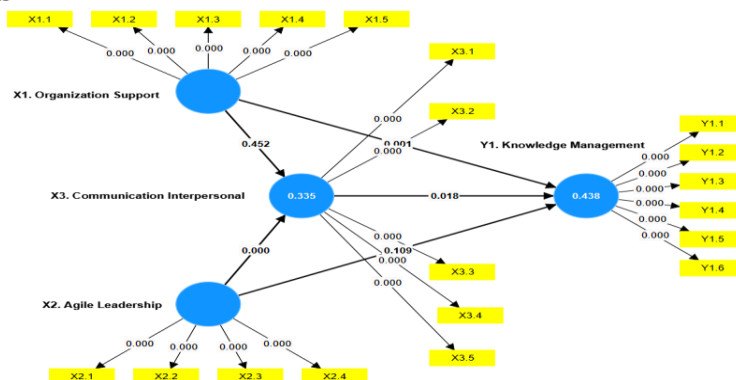 X1.1 X1.2 X1.3 X1.4 X1.5
0.000 0.000 0.000 0.000 0.000
X1. Organization Support
X3.1
0.000
X3.2
0.000
0.452
0.001
Y1. Knowledge Management
Y1.1
0.000
Y1.2
0.000
Y1.3
0.000
Y1.4
0.000
Y1.5
0.000
Y1.6
0.000
X3. Communication Interpersonal
0.335
0.018
0.438
0.000
0.109
0.000
X3.3
0.000
0.000
X3.4
X3.5
X2. Agile Leadership
0.000 0.000 0.000 0.000
X2.1 X2.2 X2.3 X2.4